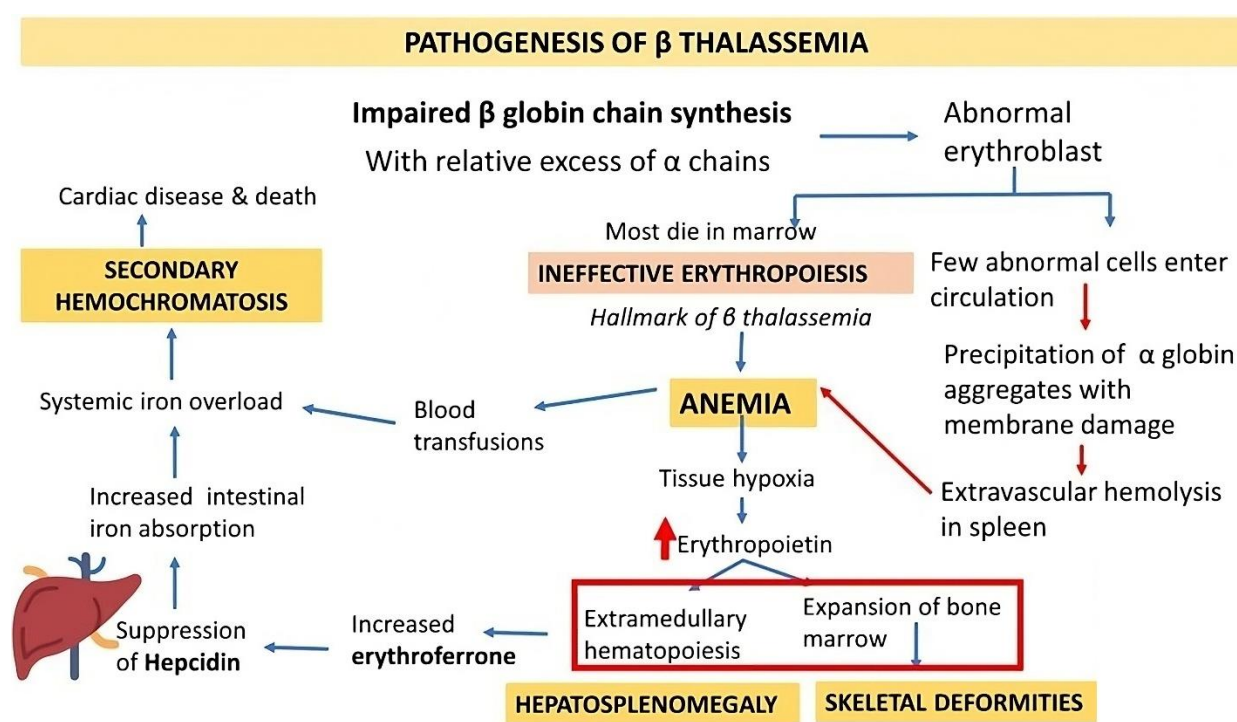 PATHOGENESIS OF β THALASSEMIA
Impaired β globin chain synthesis
With relative excess of α chains
Abnormal
erythroblast
Cardiac disease & death
SECONDARY
HEMOCHROMATOSIS
Most die in marrow
INEFFECTIVE ERYTHROPOIESIS
Hallmark of β thalassemia
Few abnormal cells enter
circulation
Precipitation of α globin
aggregates with
membrane damage
Systemic iron overload
Blood
transfusions
ANEMIA
Tissue hypoxia
Extravascular hemolysis
in spleen
Increased intestinal
iron absorption
Erythropoietin
Suppression
of Hepcidin
Increased
erythroferrone
Extramedullary
hematopoiesis
Expansion of bone
marrow
HEPATOSPLENOMEGALY
SKELETAL DEFORMITIES